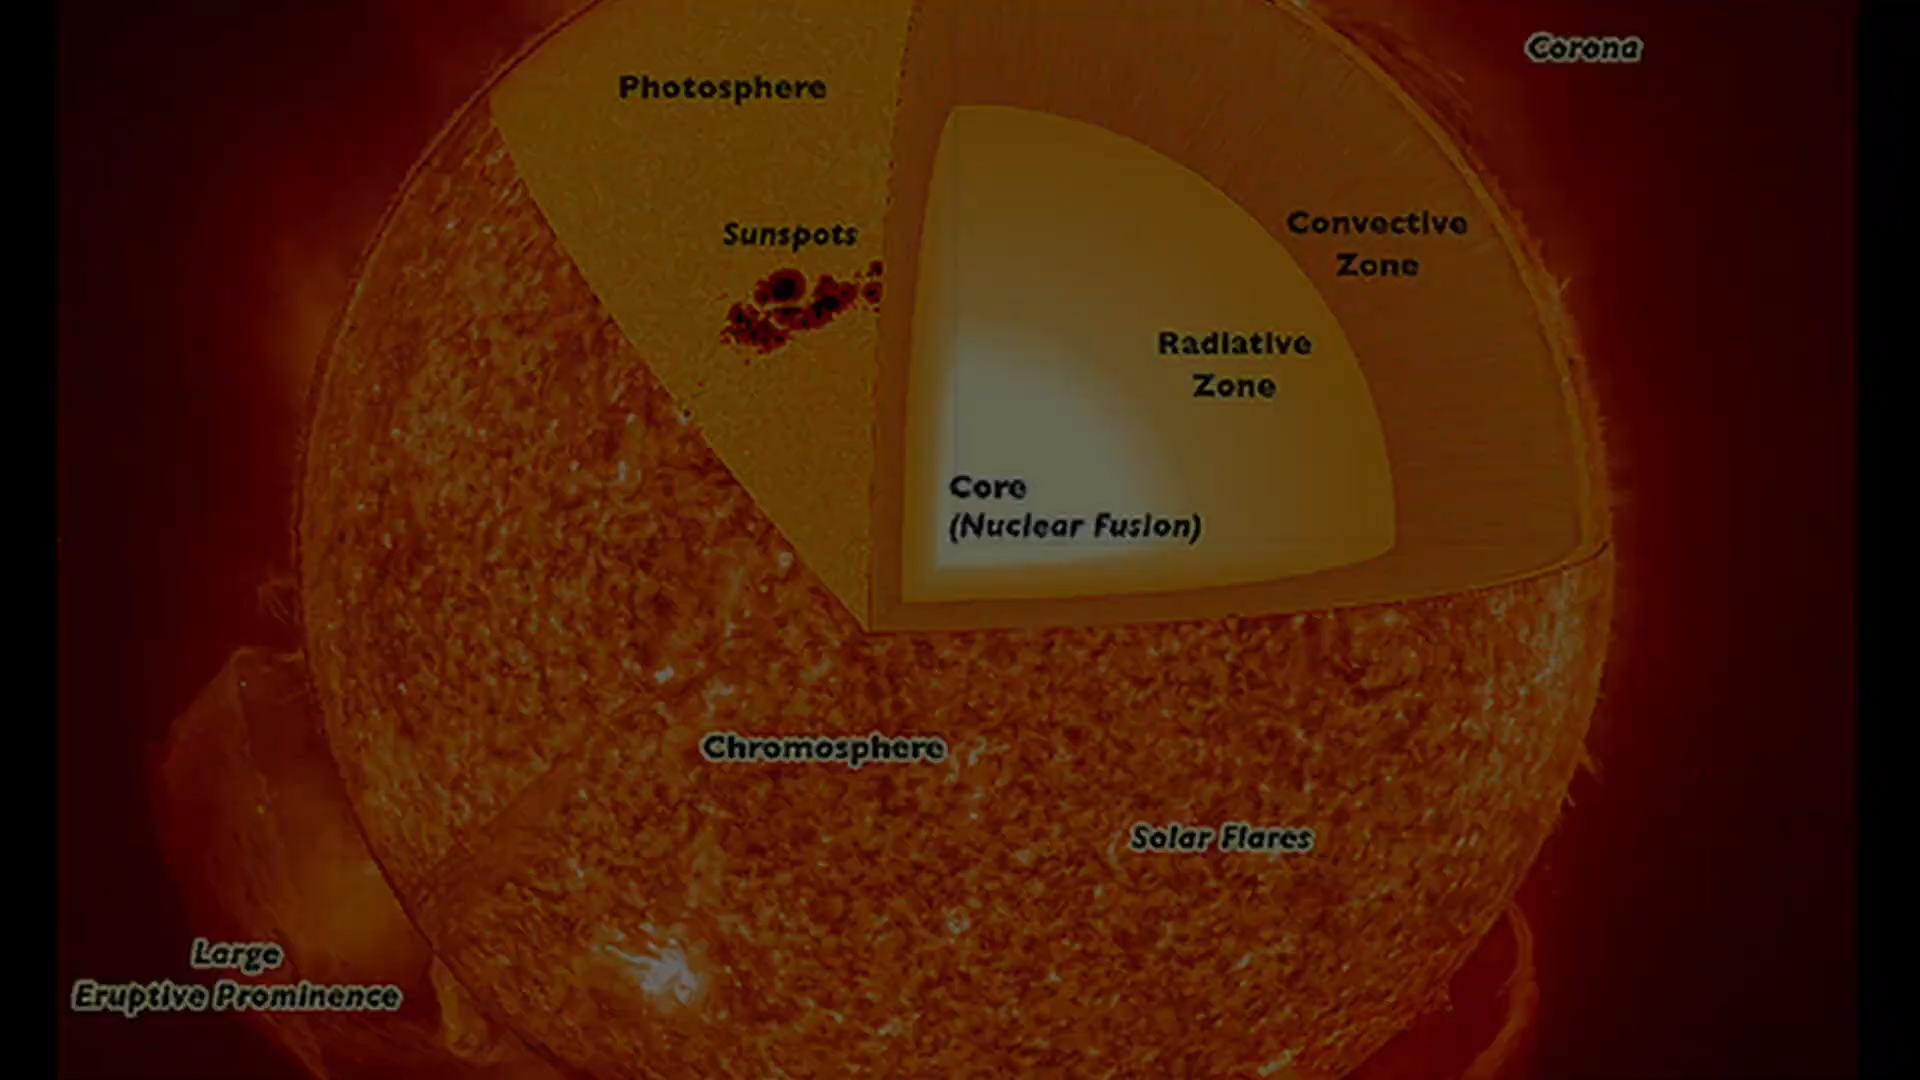 Corona
Photosphere
Sunspots
Convective
Zone
Radiative
Zone
Core
(Nuclear Fusion)
Chromosphere
Solar Flares
Large
Eruptive Prominence